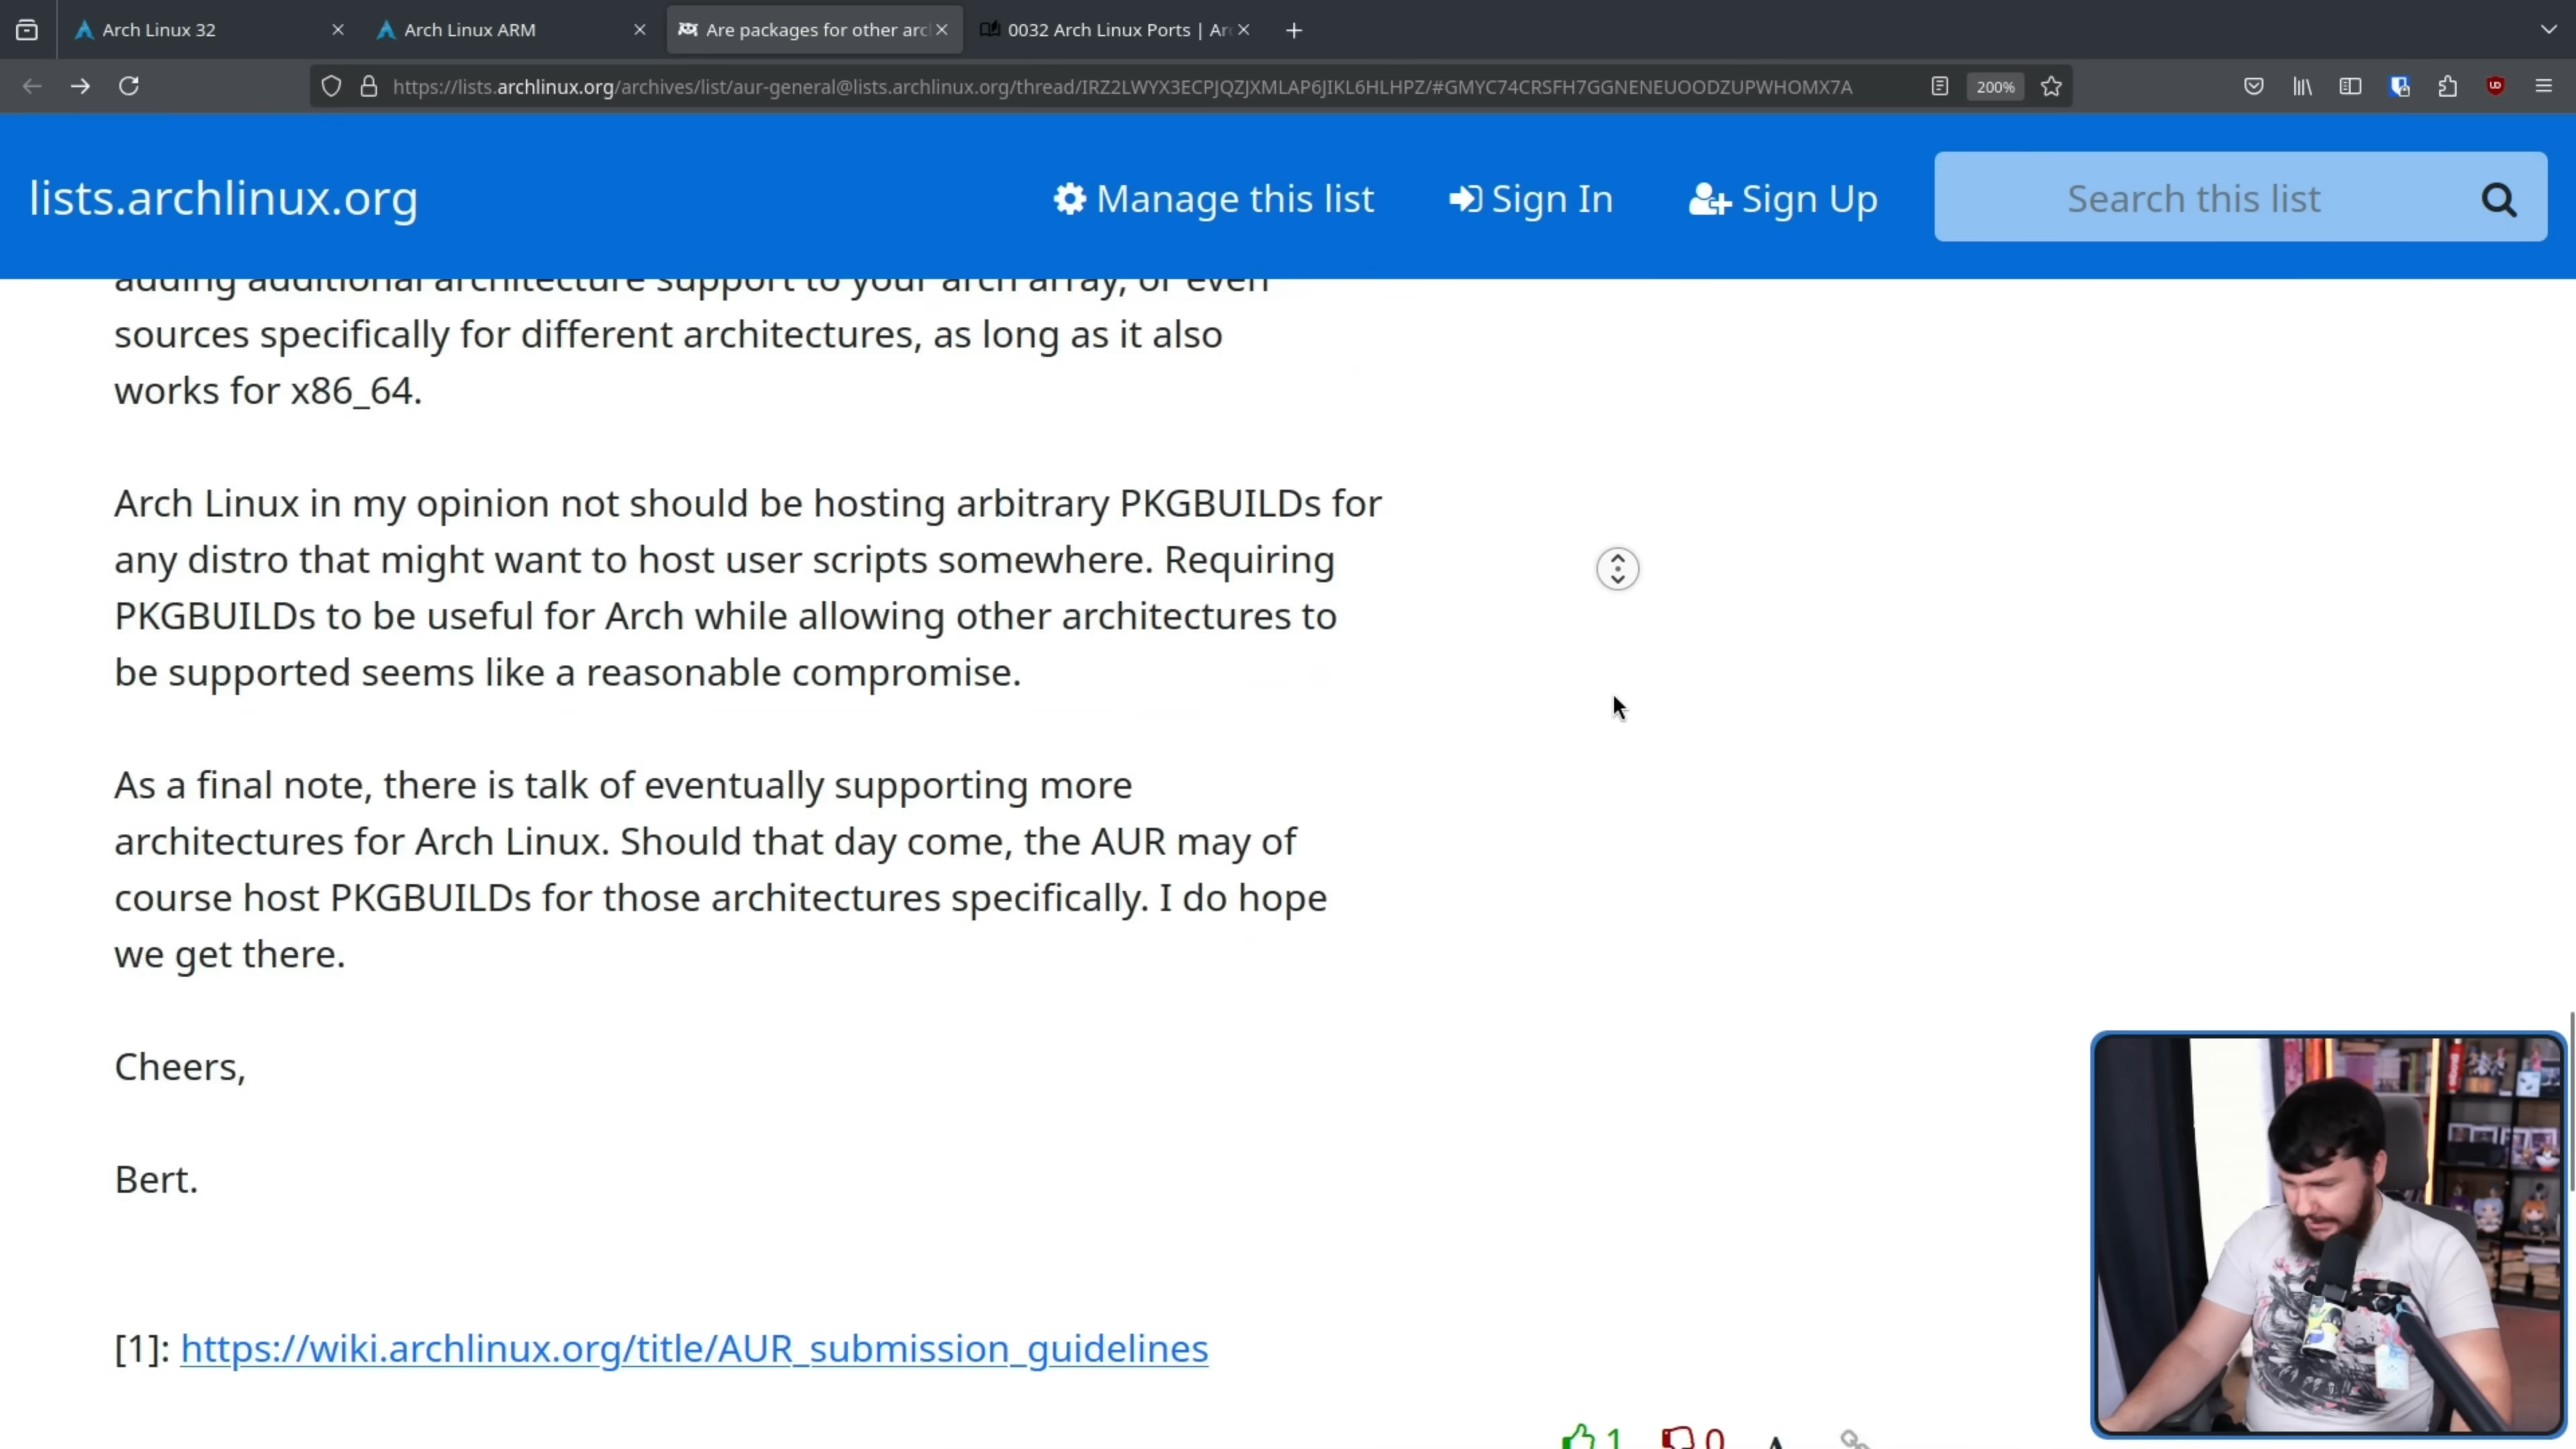 Arch Linux 32
Arch Linux ARM
Are packages for other arc
0032 Arch Linux Ports | Arc
https://lists.archlinux.org/archives/list/aur-general@lists.archlinux.org/thread/IRZ2LWYX3ECPJQZJXMLAP6JIKL6HLHPZ/#GMYC74CRSFH7GGNENEUOODZUPWHOMX7A
200%
lists.archlinux.org
Manage this list
Sign In
Sign Up
Search this list
adding additional architecture support to your arch array, or even
sources specifically for different architectures, as long as it also
works for x86_64.
Arch Linux in my opinion not should be hosting arbitrary PKGBUILDs for
any distro that might want to host user scripts somewhere. Requiring
PKGBUILDs to be useful for Arch while allowing other architectures to
be supported seems like a reasonable compromise.
As a final note, there is talk of eventually supporting more
architectures for Arch Linux. Should that day come, the AUR may of
course host PKGBUILDs for those architectures specifically. I do hope
we get there.
Cheers,
Bert.
[1]: https://wiki.archlinux.org/title/AUR_submission_guidelines
1
0